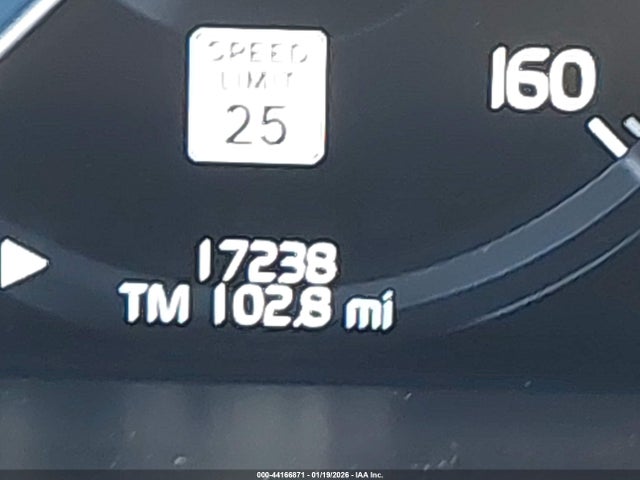 SPEED
LIMIT
25
160
17238
TM 102.8 mi
000-44166871 - 01/19/2026 - IAA Inc.